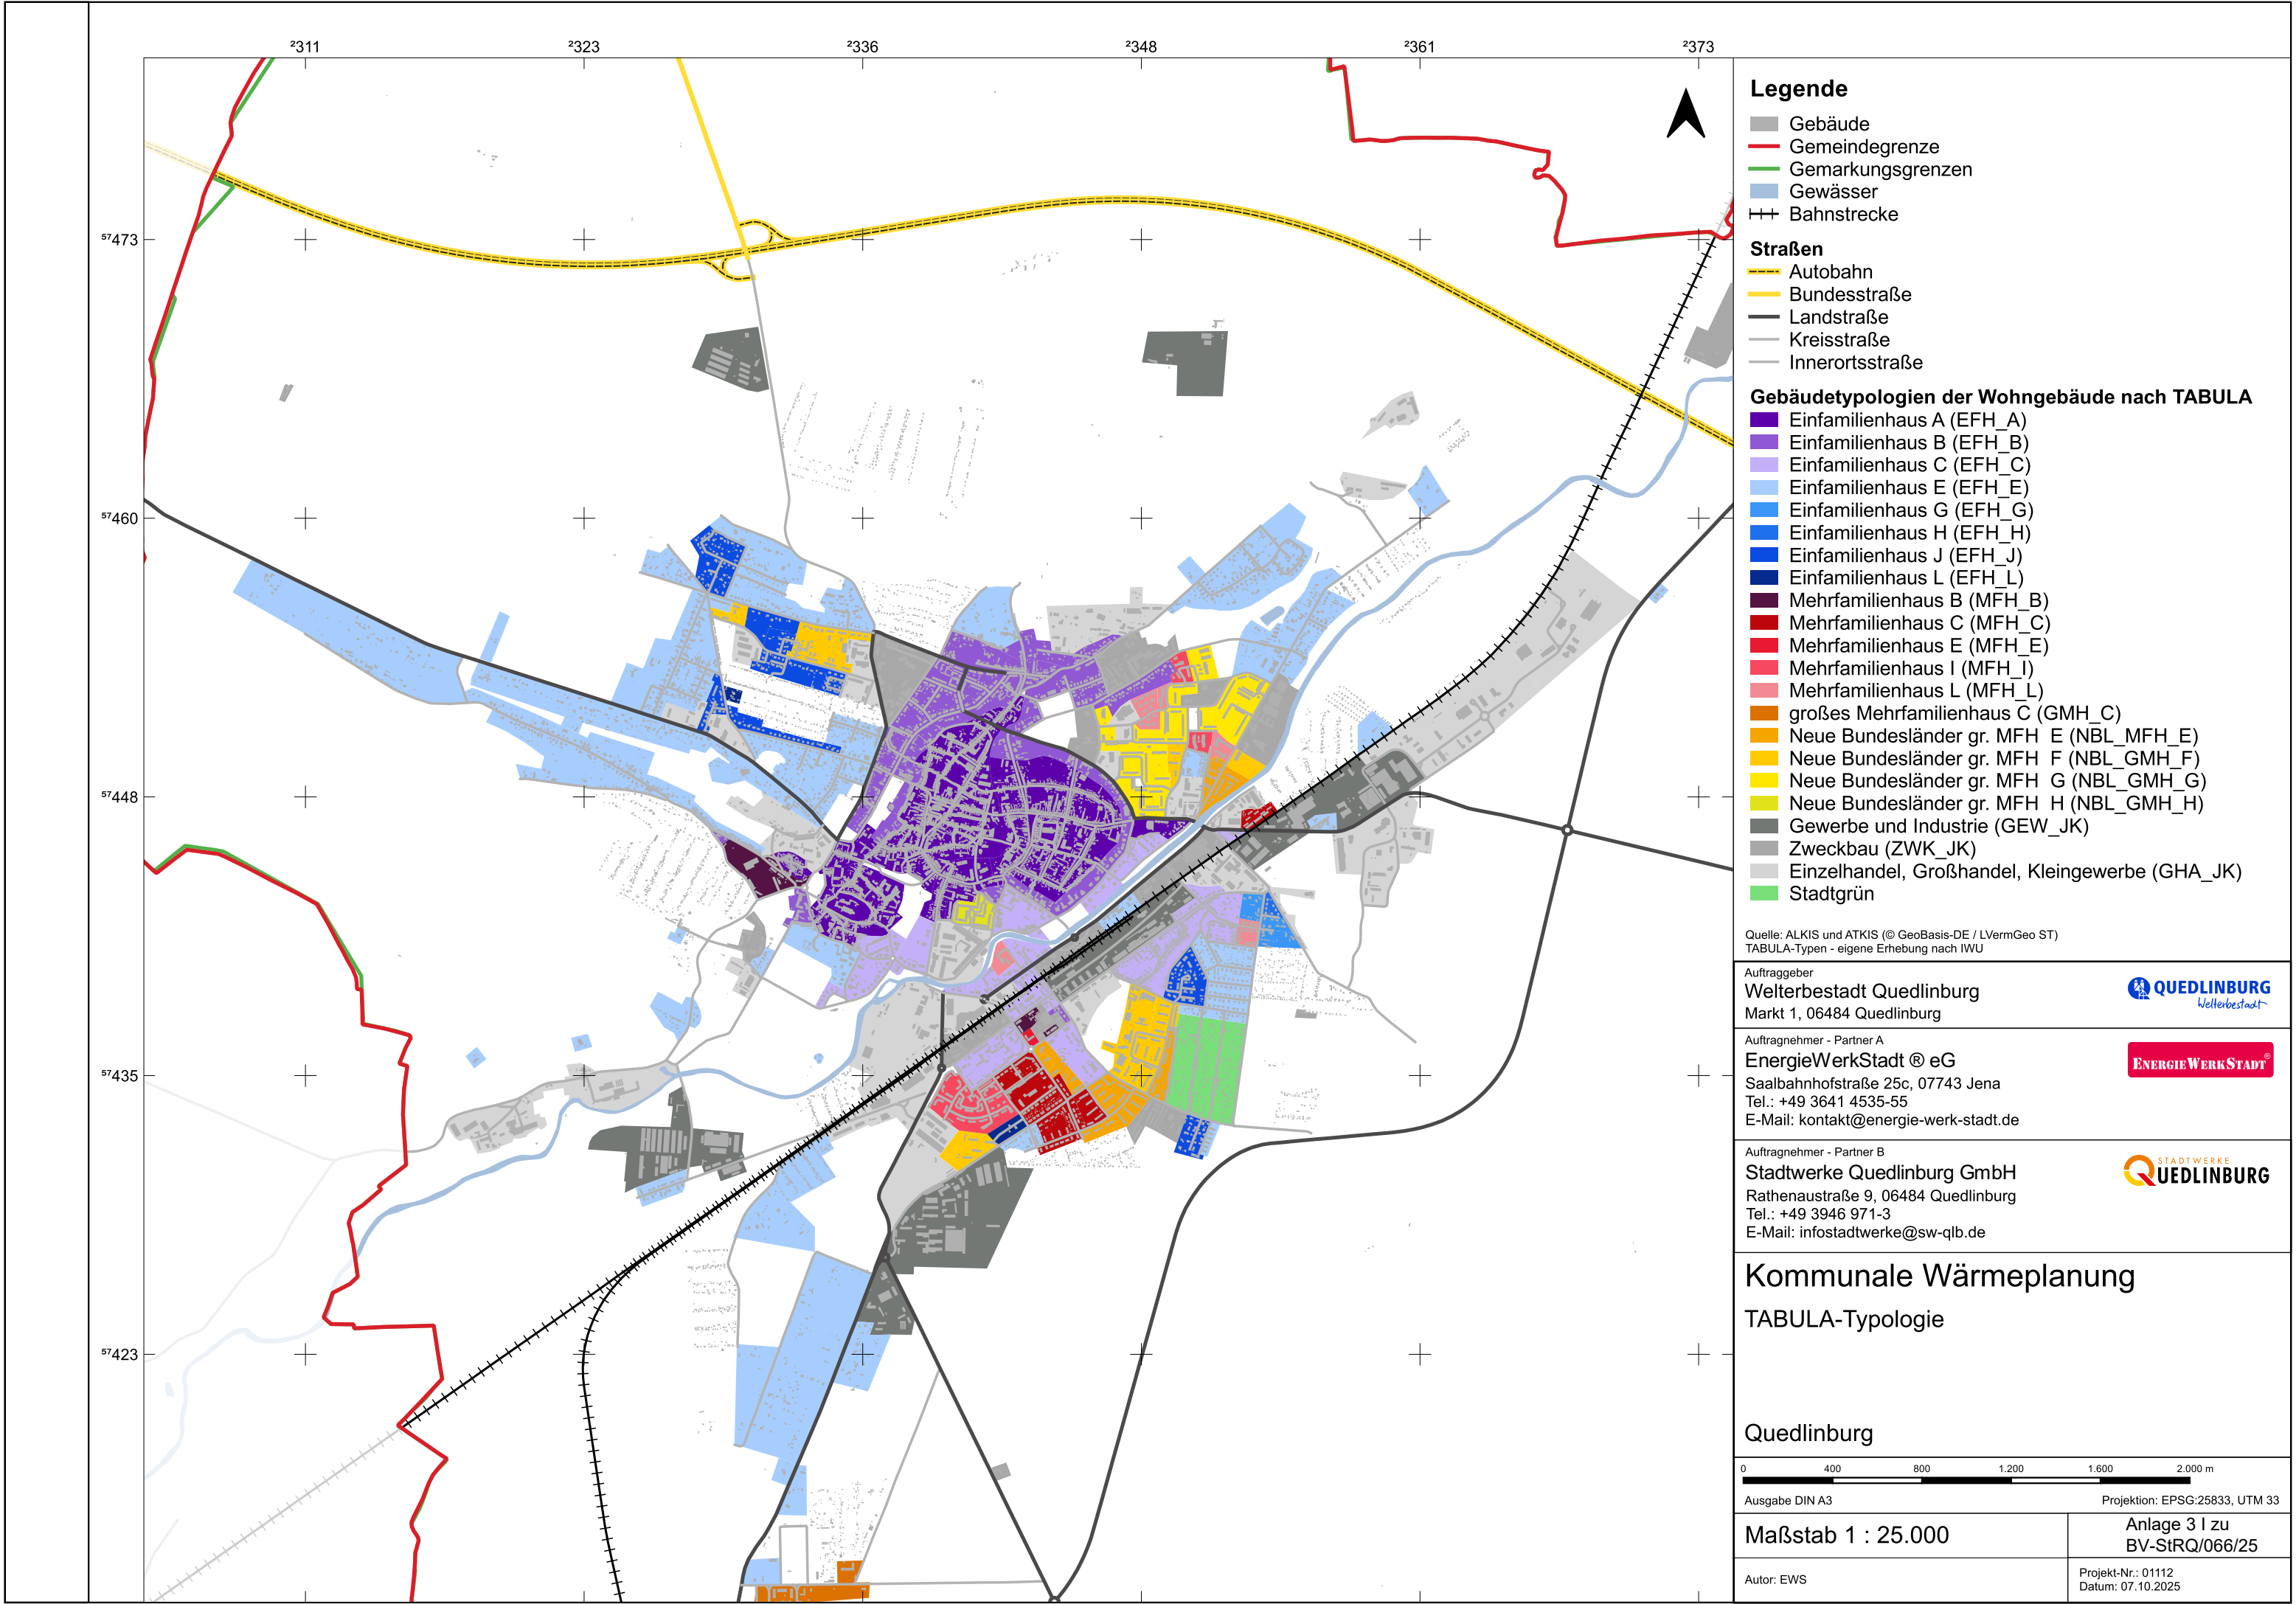 ²311 ²323 ²336 ²348 ²361 ²373
⁵⁷473
⁵⁷460
⁵⁷448
⁵⁷435
⁵⁷423
Legende
Gebäude
Gemeindegrenze
Gemarkungsgrenzen
Gewässer
Bahnstrecke
Straßen
Autobahn
Bundesstraße
Landstraße
Kreisstraße
Innerortsstraße
Gebäudetypologien der Wohngebäude nach TABULA
Einfamilienhaus A (EFH_A)
Einfamilienhaus B (EFH_B)
Einfamilienhaus C (EFH_C)
Einfamilienhaus E (EFH_E)
Einfamilienhaus G (EFH_G)
Einfamilienhaus H (EFH_H)
Einfamilienhaus J (EFH_J)
Einfamilienhaus L (EFH_L)
Mehrfamilienhaus B (MFH_B)
Mehrfamilienhaus C (MFH_C)
Mehrfamilienhaus E (MFH_E)
Mehrfamilienhaus I (MFH_I)
Mehrfamilienhaus L (MFH_L)
großes Mehrfamilienhaus C (GMH_C)
Neue Bundesländer gr. MFH E (NBL_MFH_E)
Neue Bundesländer gr. MFH F (NBL_GMH_F)
Neue Bundesländer gr. MFH G (NBL_GMH_G)
Neue Bundesländer gr. MFH H (NBL_GMH_H)
Gewerbe und Industrie (GEW_JK)
Zweckbau (ZWK_JK)
Einzelhandel, Großhandel, Kleingewerbe (GHA_JK)
Stadtgrün
Quelle: ALKIS und ATKIS (© GeoBasis-DE / LVermGeo ST)
TABULA-Typen - eigene Erhebung nach IWU
Auftraggeber
Welterbestadt Quedlinburg
Markt 1, 06484 Quedlinburg
QUEDLINBURG
Welterbestadt
Auftragnehmer - Partner A
EnergieWerkStadt ® eG
Saalbahnhofstraße 25c, 07743 Jena
Tel.: +49 3641 4535-55
E-Mail: kontakt@energie-werk-stadt.de
ENERGIEWERKSTADT®
Auftragnehmer - Partner B
Stadtwerke Quedlinburg GmbH
Rathenaustraße 9, 06484 Quedlinburg
Tel.: +49 3946 971-3
E-Mail: infostadtwerke@sw-qlb.de
STADTWERKE
QUEDLINBURG
Kommunale Wärmeplanung
TABULA-Typologie
Quedlinburg
0 400 800 1.200 1.600 2.000 m
Ausgabe DIN A3 Projektion: EPSG:25833, UTM 33
Maßstab 1 : 25.000
Anlage 3 I zu
BV-StRQ/066/25
Autor: EWS
Projekt-Nr.: 01112
Datum: 07.10.2025